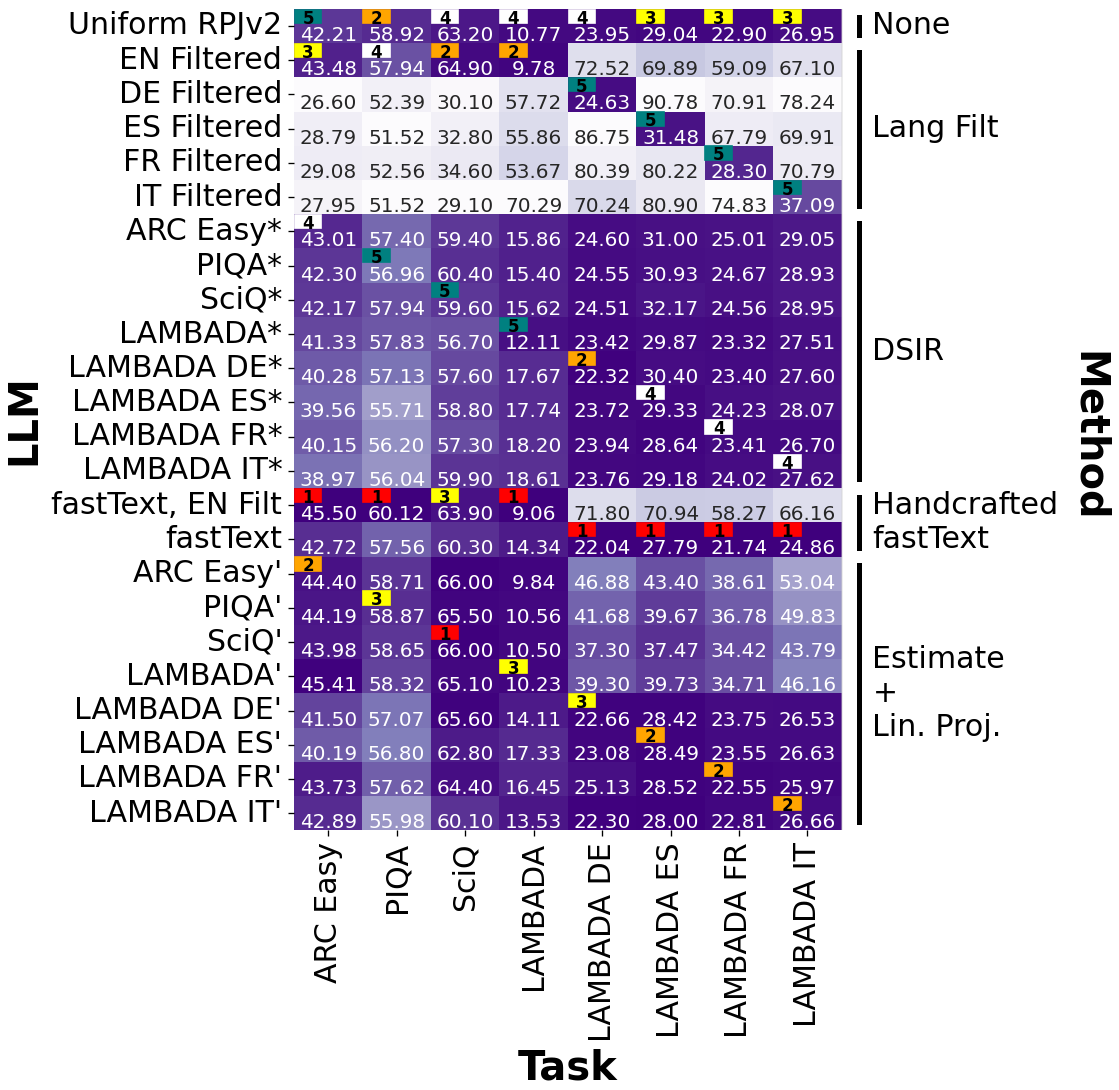 Uniform RPJv2 5 42.21 2 58.92 4 63.20 4 10.77 4 23.95 3 29.04 3 22.90 3 26.95 None
EN Filtered 3 43.48 4 57.94 2 64.90 2 9.78 72.52 69.89 59.09 67.10
DE Filtered 26.60 52.39 30.10 57.72 5 24.63 90.78 70.91 78.24
ES Filtered 28.79 51.52 32.80 55.86 86.75 5 31.48 67.79 69.91 Lang Filt
FR Filtered 29.08 52.56 34.60 53.67 80.39 80.22 5 28.30 70.79
IT Filtered 27.95 51.52 29.10 70.29 70.24 80.90 74.83 5 37.09
ARC Easy* 4 43.01 57.40 59.40 15.86 24.60 31.00 25.01 29.05
PIQA* 42.30 5 56.96 60.40 15.40 24.55 30.93 24.67 28.93
SciQ* 42.17 57.94 5 59.60 15.62 24.51 32.17 24.56 28.95
LAMBADA* 41.33 57.83 56.70 5 12.11 23.42 29.87 23.32 27.51 DSIR
LAMBADA DE* 40.28 57.13 57.60 17.67 2 22.32 30.40 23.40 27.60
LAMBADA ES* 39.56 55.71 58.80 17.74 23.72 4 29.33 24.23 28.07
LAMBADA FR* 40.15 56.20 57.30 18.20 23.94 28.64 4 23.41 26.70
LAMBADA IT* 38.97 56.04 59.90 18.61 23.76 29.18 24.02 4 27.62
fastText, EN Filt 1 45.50 1 60.12 3 63.90 1 9.06 71.80 70.94 58.27 66.16 Handcrafted
fastText 42.72 57.56 60.30 14.34 1 22.04 1 27.79 1 21.74 1 24.86 fastText
ARC Easy' 2 44.40 58.71 66.00 9.84 46.88 43.40 38.61 53.04
PIQA' 44.19 3 58.87 65.50 10.56 41.68 39.67 36.78 49.83
SciQ' 43.98 58.65 1 66.00 10.50 37.30 37.47 34.42 43.79 Estimate
LAMBADA' 45.41 58.32 65.10 3 10.23 39.30 39.73 34.71 46.16 +
LAMBADA DE' 41.50 57.07 65.60 14.11 3 22.66 28.42 23.75 26.53 Lin. Proj.
LAMBADA ES' 40.19 56.80 62.80 17.33 23.08 2 28.49 23.55 26.63
LAMBADA FR' 43.73 57.62 64.40 16.45 25.13 28.52 2 22.55 25.97
LAMBADA IT' 42.89 55.98 60.10 13.53 22.30 28.00 22.81 2 26.66
ARC Easy PIQA SciQ LAMBADA LAMBADA DE LAMBADA ES LAMBADA FR LAMBADA IT
Task
LLM
Method